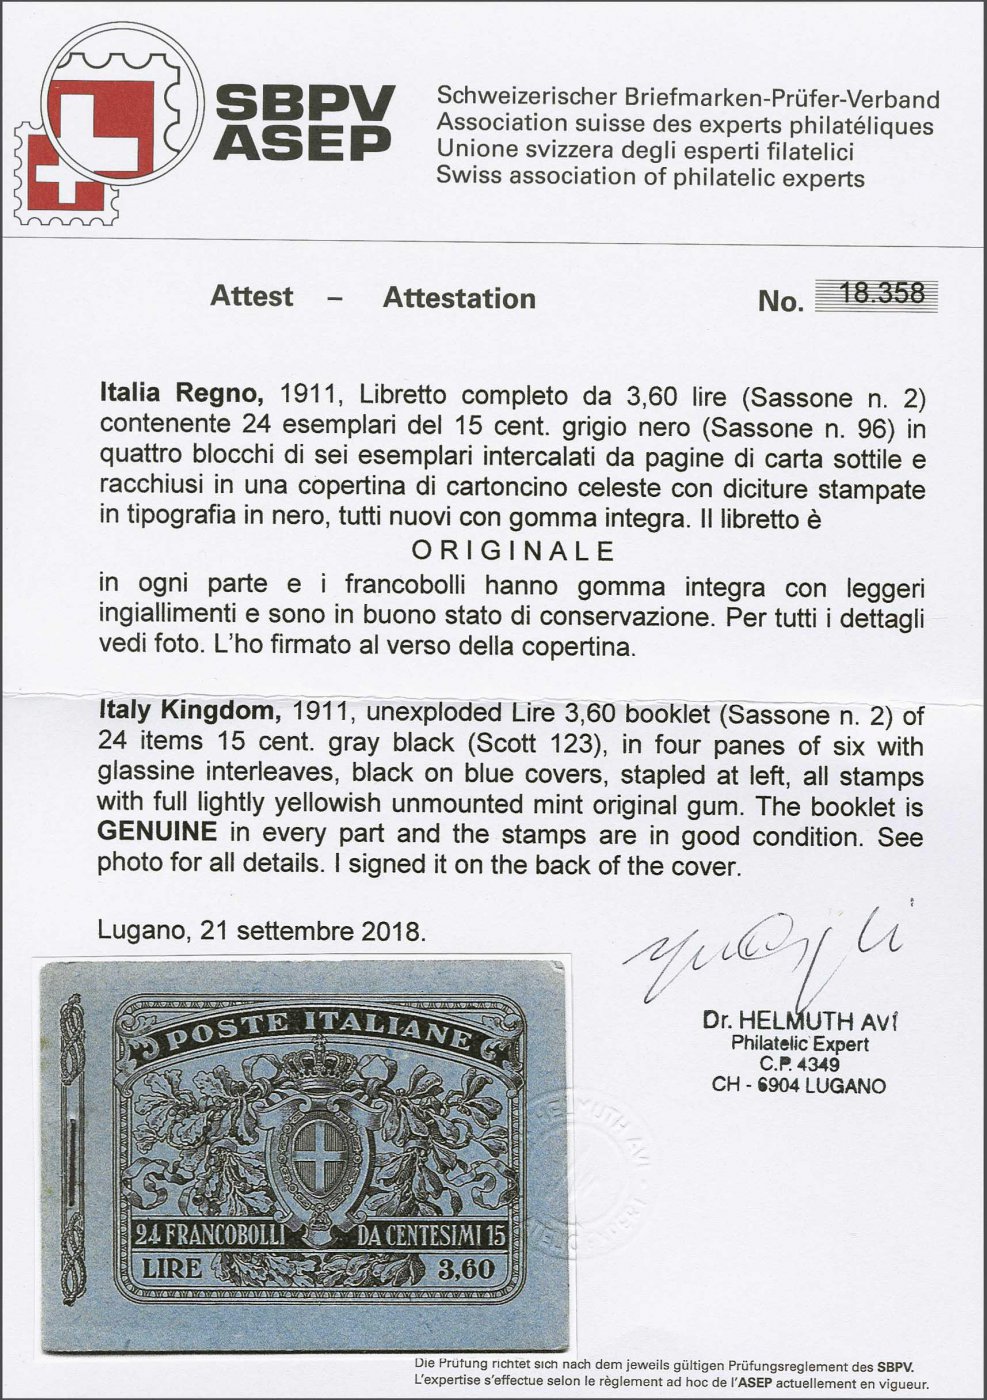 SBPV
ASEP
Schweizerischer Briefmarken-Prüfer-Verband
Association suisse des experts philatéliques
Unione svizzera degli esperti filatelici
Swiss association of philatelic experts
Attest – Attestation No. 18.358
Italia Regno, 1911, Libretto completo da 3,60 lire (Sassone n. 2)
contenente 24 esemplari del 15 cent. grigio nero (Sassone n. 96) in
quattro blocchi di sei esemplari intercalati da pagine di carta sottile e
racchiusi in una copertina di cartoncino celeste con diciture stampate
in tipografia in nero, tutti nuovi con gomma integra. Il libretto è
ORIGINALE
in ogni parte e i francobolli hanno gomma integra con leggeri
ingiallimenti e sono in buono stato di conservazione. Per tutti i dettagli
vedi foto. L'ho firmato al verso della copertina.
Italy Kingdom, 1911, unexploded Lire 3,60 booklet (Sassone n. 2) of
24 items 15 cent. gray black (Scott 123), in four panes of six with
glassine interleaves, black on blue covers, stapled at left, all stamps
with full lightly yellowish unmounted mint original gum. The booklet is
GENUINE in every part and the stamps are in good condition. See
photo for all details. I signed it on the back of the cover.
Lugano, 21 settembre 2018.
Dr. HELMUTH AVI
Philatelic Expert
C.P. 4349
CH - 6904 LUGANO
POSTE ITALIANE
24 FRANCOBOLLI DA CENTESIMI 15
LIRE 3,60
HELMUTH AVI
Die Prüfung richtet sich nach dem jeweils gültigen Prüfungsreglement des SBPV.
L'expertise s'effectue selon le règlement ad hoc de l'ASEP actuellement en vigueur.